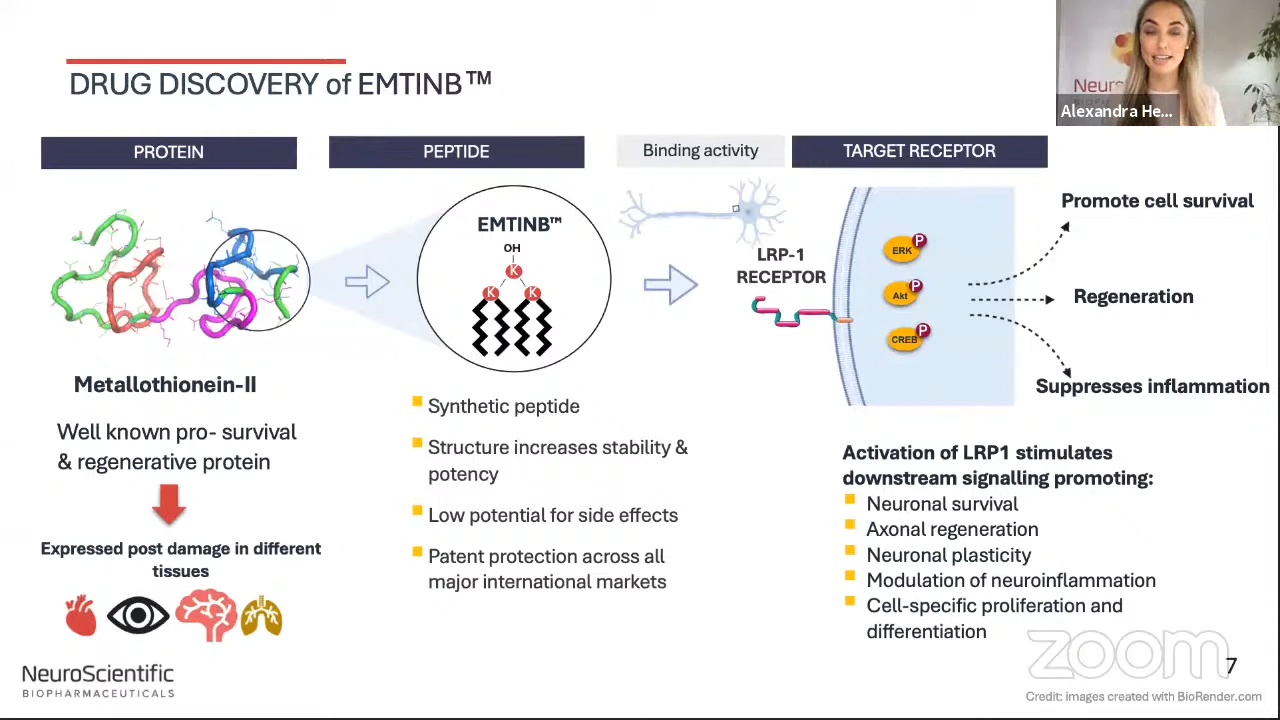 DRUG DISCOVERY of EMTINB™
Alexandra He...
PROTEIN
PEPTIDE
Binding activity
TARGET RECEPTOR
Metallothionein-II
Well known pro- survival
& regenerative protein
Expressed post damage in different
tissues
EMTINB™
OH
K
K
K
Synthetic peptide
Structure increases stability &
potency
Low potential for side effects
Patent protection across all
major international markets
LRP-1
RECEPTOR
ERK
P
Akt
P
CREB
P
Promote cell survival
Regeneration
Suppresses inflammation
Activation of LRP1 stimulates
downstream signalling promoting:
Neuronal survival
Axonal regeneration
Neuronal plasticity
Modulation of neuroinflammation
Cell-specific proliferation and
differentiation
NeuroScientific
BIOPHARMACEUTICALS
zoom
7
Credit: images created with BioRender.com